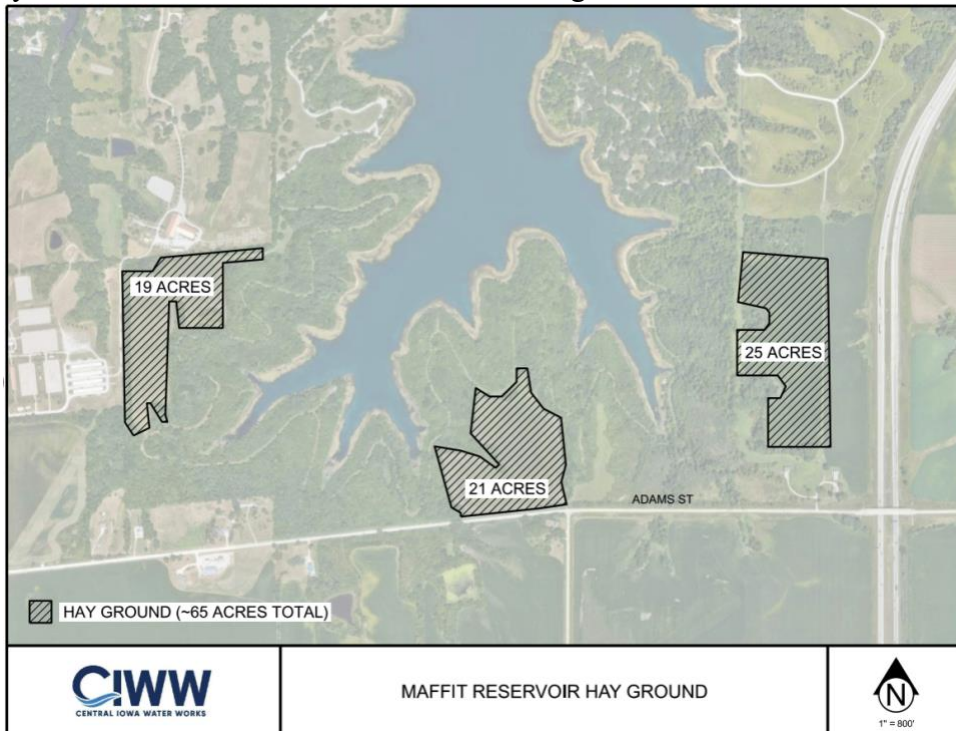 19 ACRES
25 ACRES
21 ACRES
ADAMS ST
HAY GROUND (~65 ACRES TOTAL)
CIWW
CENTRAL IOWA WATER WORKS
MAFFIT RESERVOIR HAY GROUND
N
1" = 800'